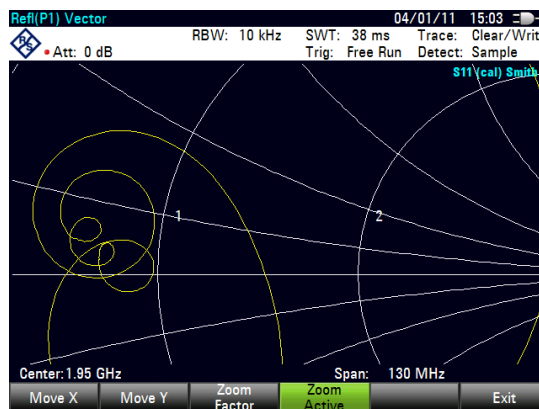 Refl(P1) Vector 04/01/11 15:03
RBW: 10 kHz SWT: 38 ms Trace: Clear/Writ
Att: 0 dB Trig: Free Run Detect: Sample
S11 (cal) Smith
1 2
Center: 1.95 GHz Span: 130 MHz
Move X Move Y Zoom Factor Zoom Active Exit